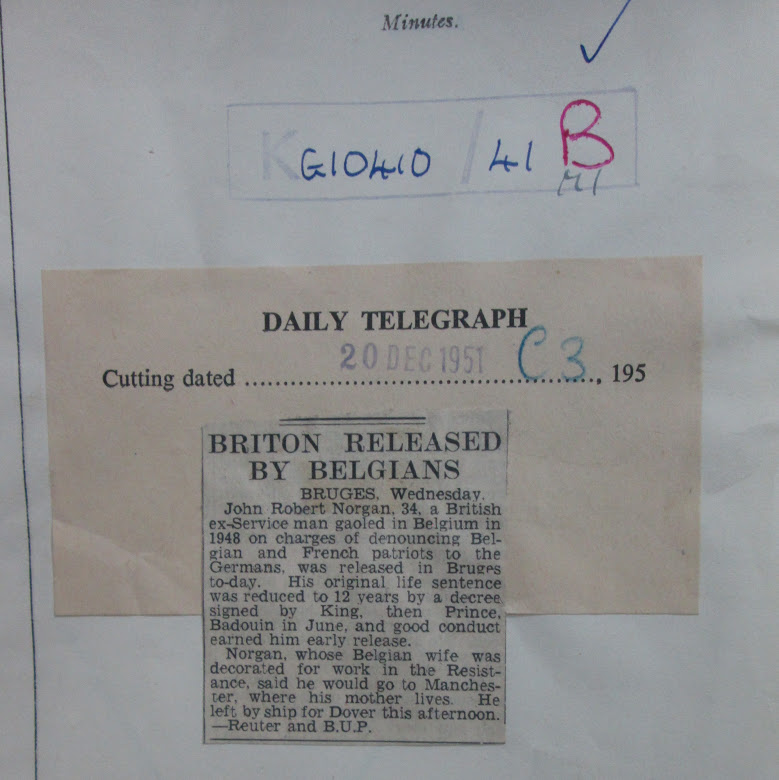 Minutes.
K G10410 / 41 B
M1
DAILY TELEGRAPH
20 DEC 1951 C3
Cutting dated ......................................................, 195
BRITON RELEASED
BY BELGIANS
BRUGES, Wednesday.
John Robert Norgan, 34, a British
ex-Service man gaoled in Belgium in
1948 on charges of denouncing Bel-
gian and French patriots to the
Germans, was released in Bruges
to-day. His original life sentence
was reduced to 12 years by a decree
signed by King, then Prince,
Badouin in June, and good conduct
earned him early release.
Norgan, whose Belgian wife was
decorated for work in the Resist-
ance, said he would go to Manches-
ter, where his mother lives. He
left by ship for Dover this afternoon.
—Reuter and B.U.P.